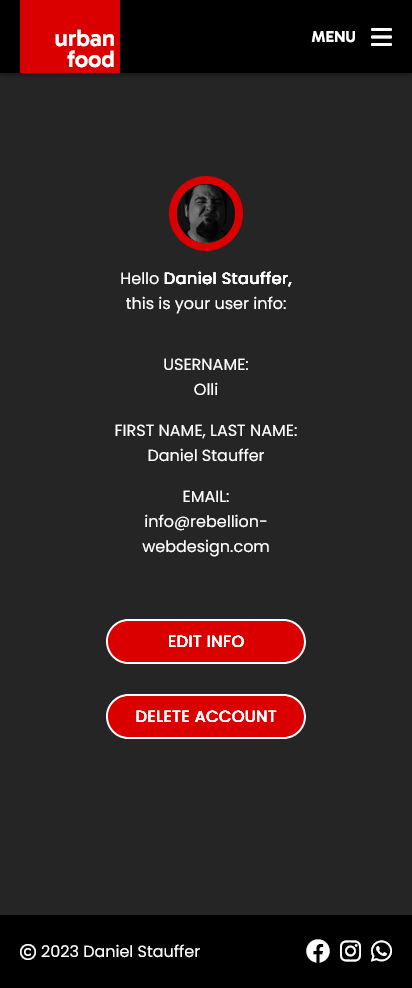 urban
food
MENU
Hello Daniel Stauffer,
this is your user info:
USERNAME:
Olli
FIRST NAME, LAST NAME:
Daniel Stauffer
EMAIL:
info@rebellion-
webdesign.com
EDIT INFO
DELETE ACCOUNT
© 2023 Daniel Stauffer